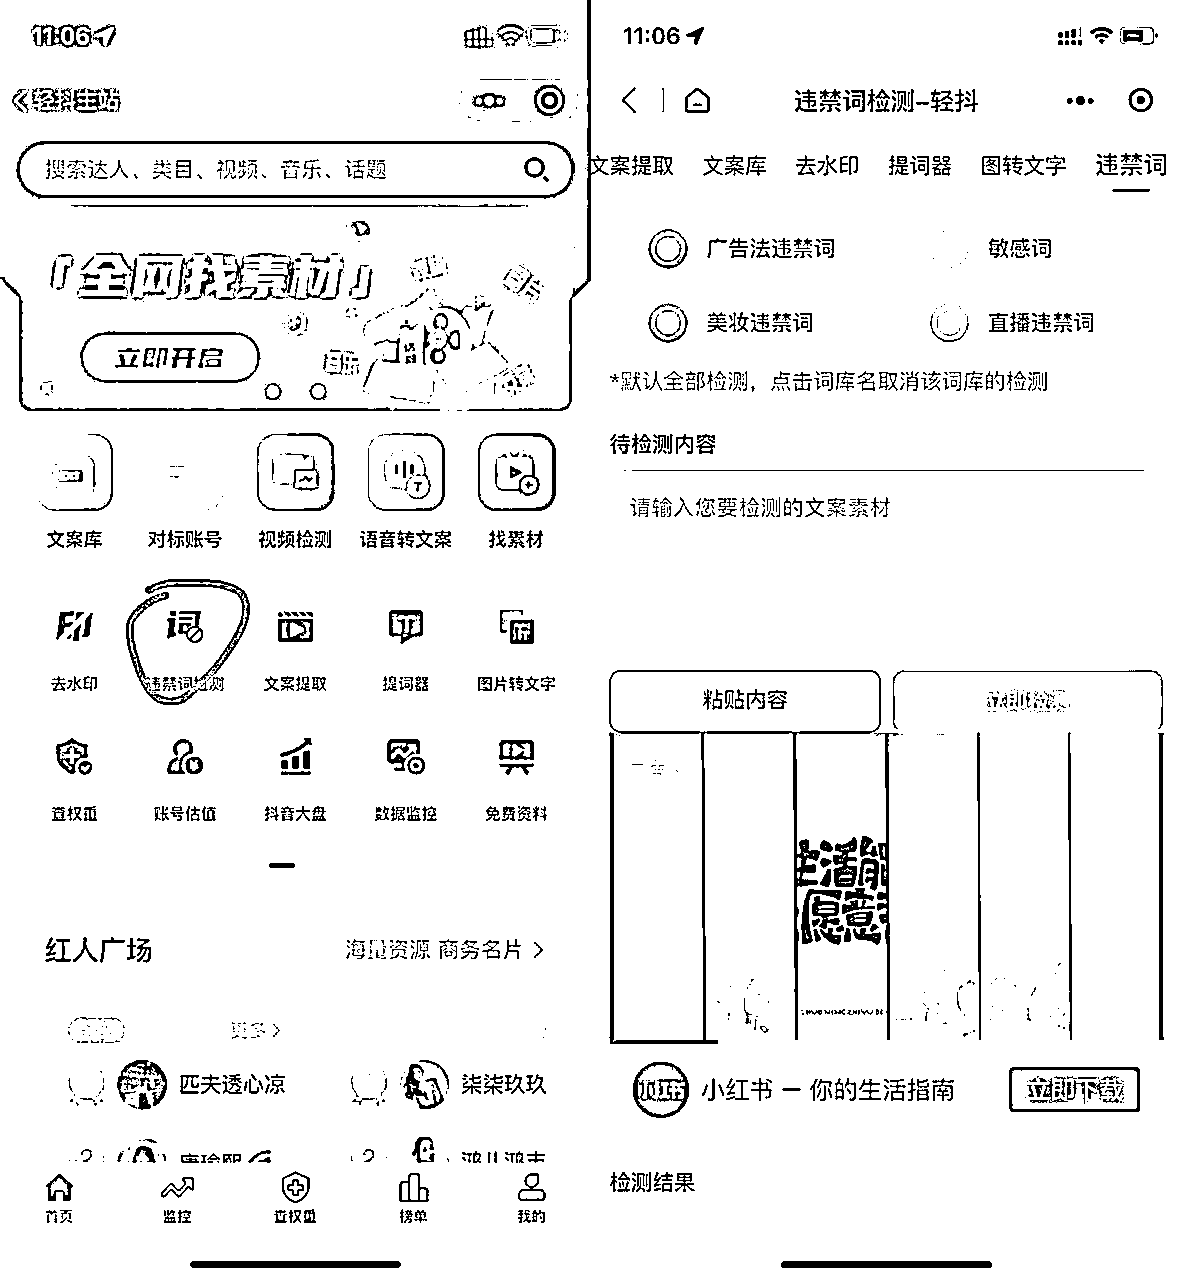 11:06
轻抖主站
搜索达人、类目、视频、音乐、话题
「全网找素材」
立即开启
文案库
对标账号
视频检测
语音转文案
找素材
去水印
违禁词检测
文案提取
提词器
图片转文字
查权重
账号估值
抖音大盘
数据监控
免费资料
红人广场
海量资源 商务名片
更多
匹夫透心凉
柒柒玖玖
首页
监控
查权重
榜单
我的
11:06
违禁词检测-轻抖
文案提取
文案库
去水印
提词器
图转文字
违禁词
广告法违禁词
敏感词
美妆违禁词
直播违禁词
*默认全部检测，点击词库名取消该词库的检测
待检测内容
请输入您要检测的文案素材
粘贴内容
立即检测
小红书 — 你的生活指南
立即下载
检测结果